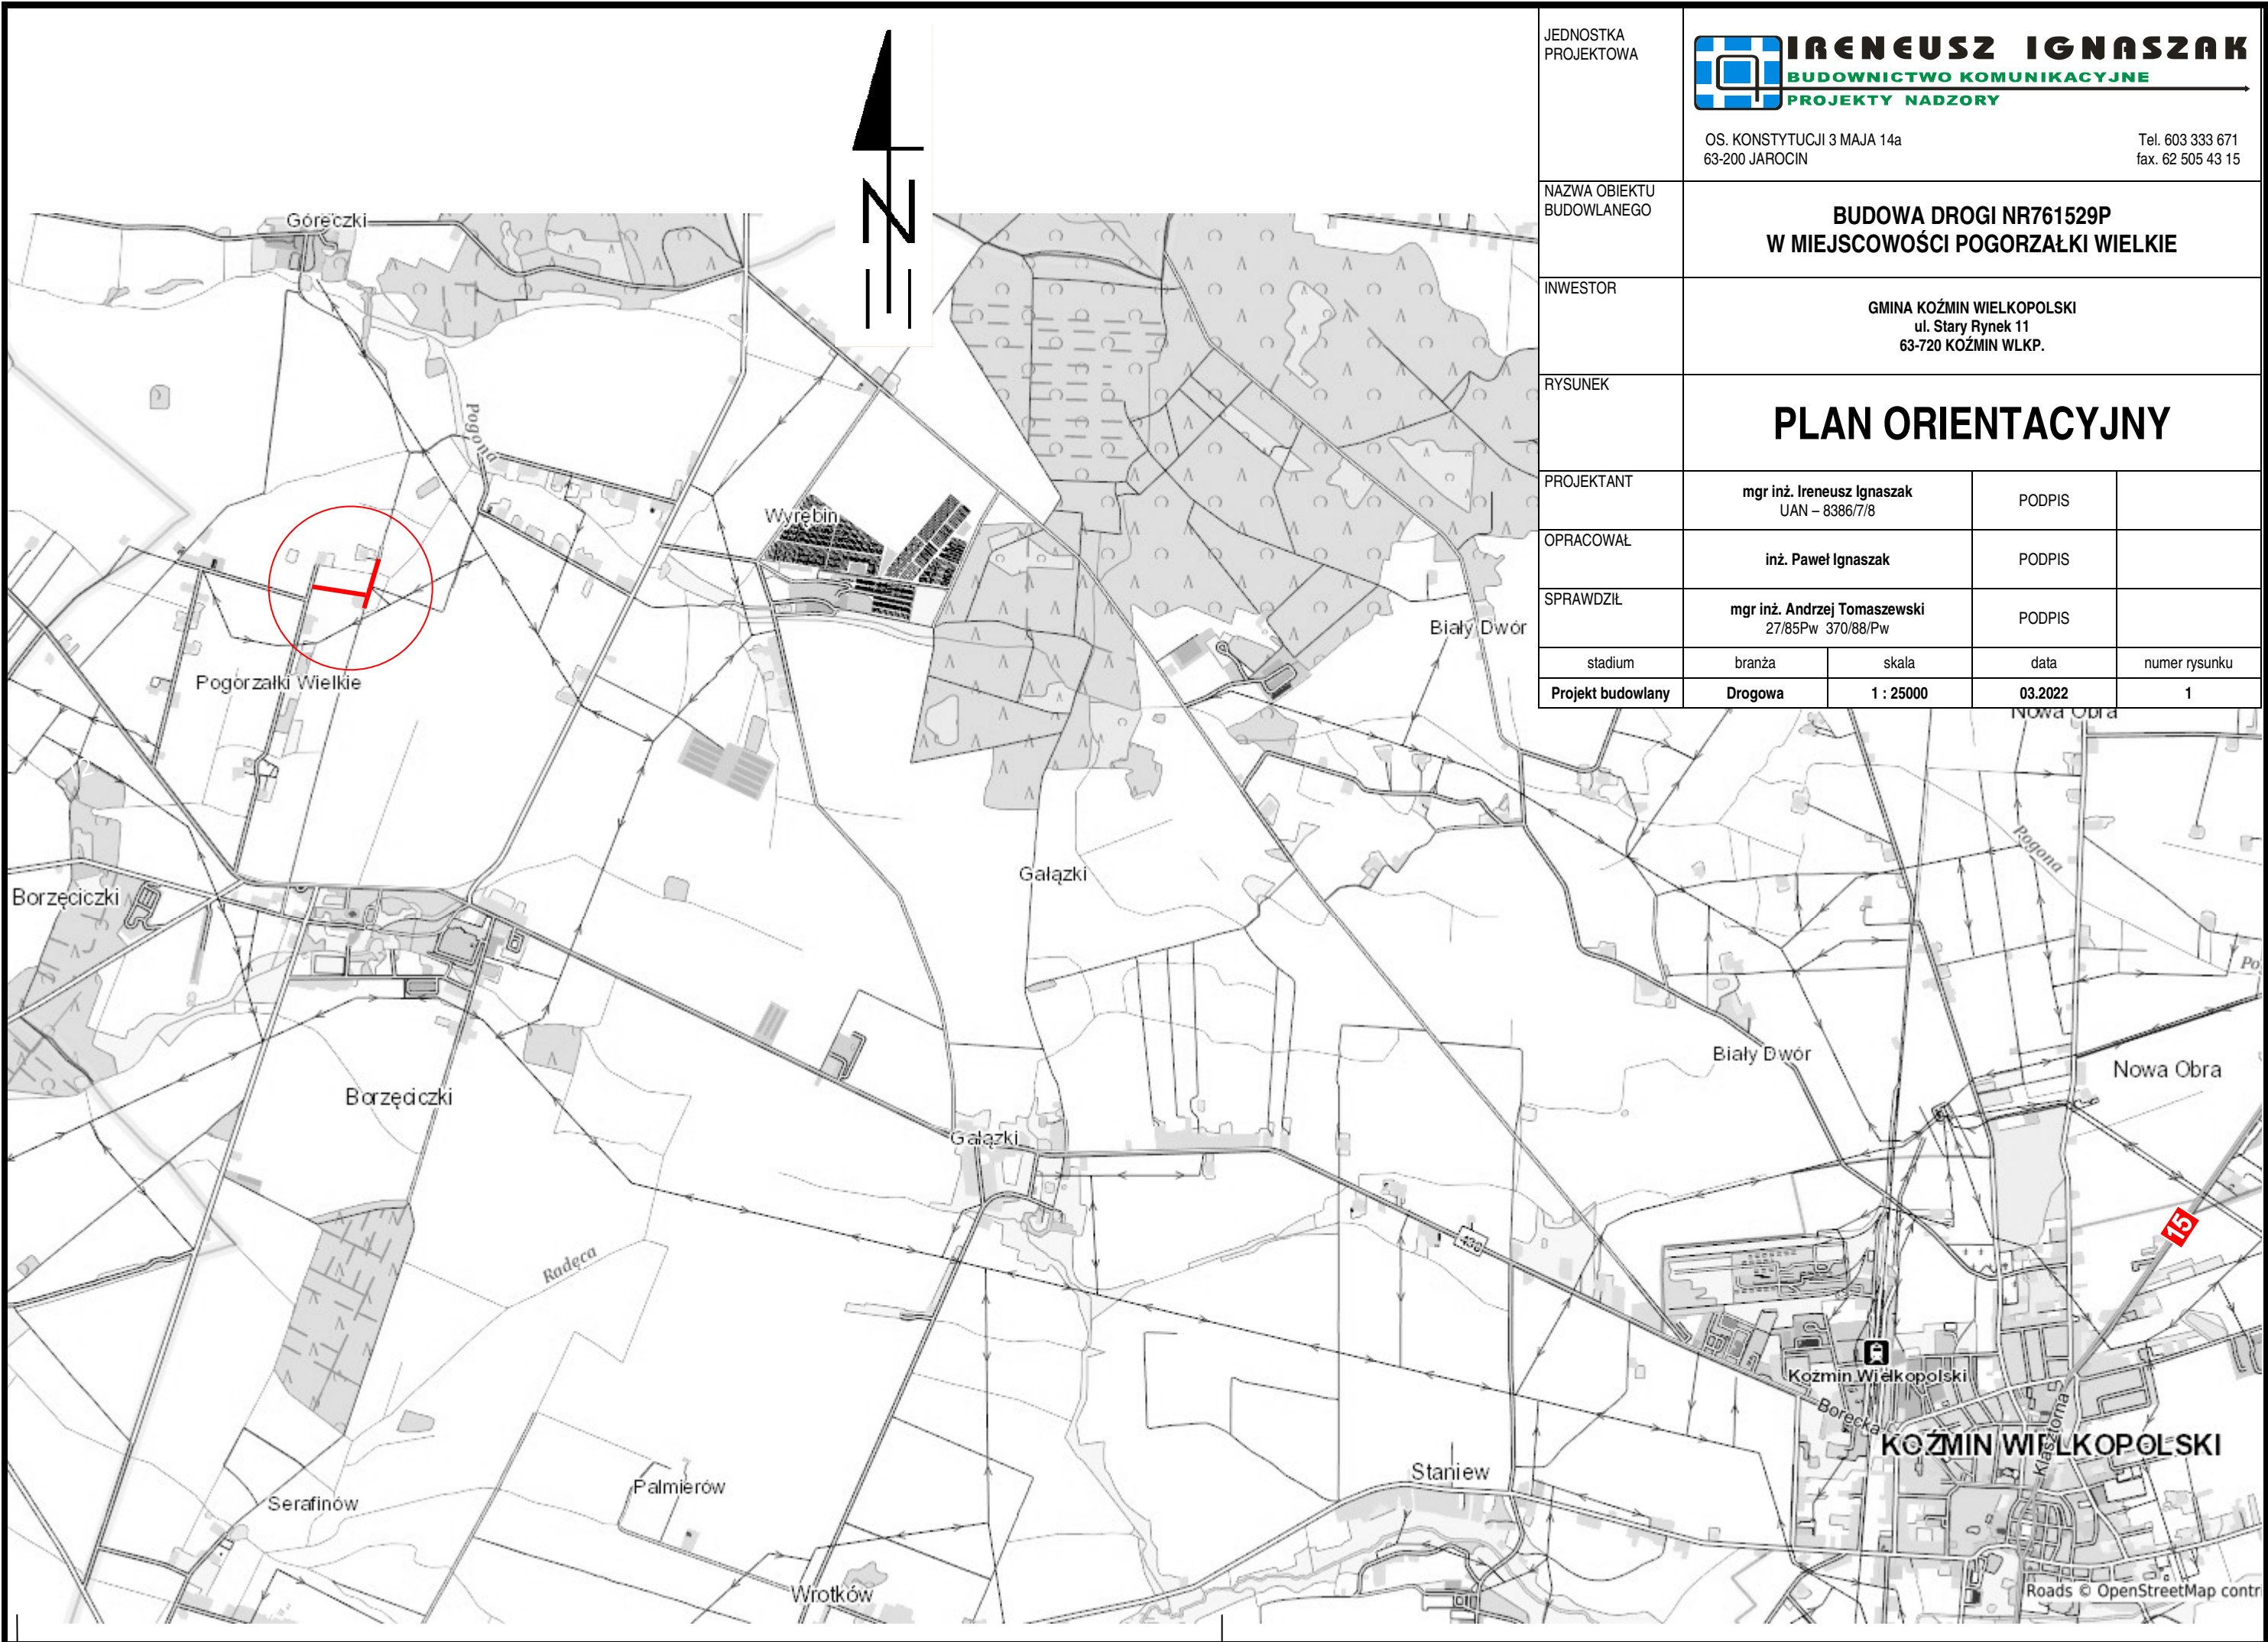 JEDNOSTKA
PROJEKTOWA
IRENEUSZ IGNASZAK
BUDOWNICTWO KOMUNIKACYJNE
PROJEKTY NADZORY
OS. KONSTYTUCJI 3 MAJA 14a
63-200 JAROCIN
Tel. 603 333 671
fax. 62 505 43 15
NAZWA OBIEKTU
BUDOWLANEGO
BUDOWA DROGI NR761529P
W MIEJSCOWOŚCI POGORZAŁKI WIELKIE
INWESTOR
GMINA KOŹMIN WIELKOPOLSKI
ul. Stary Rynek 11
63-720 KOŹMIN WLKP.
RYSUNEK
PLAN ORIENTACYJNY
PROJEKTANT
mgr inż. Ireneusz Ignaszak
UAN – 8386/7/8
PODPIS
OPRACOWAŁ
inż. Paweł Ignaszak
PODPIS
SPRAWDZIŁ
mgr inż. Andrzej Tomaszewski
27/85Pw 370/88/Pw
PODPIS
stadium branża skala data numer rysunku
Projekt budowlany Drogowa 1 : 25000 03.2022 1
N
Góreczki
Pogona
Wyrębin
Biały Dwór
Pogorzałki Wielkie
Nowa Obra
Pogona
Gałązki
Borzęciczki
Po
Biały Dwór
Nowa Obra
Borzęciczki
Gałązki
15
438
Radęca
Koźmin Wielkopolski
Borecka
Klasztorna
KOŹMIN WIELKOPOLSKI
Staniew
Palmierów
Serafinów
Wrotków
Roads © OpenStreetMap contr